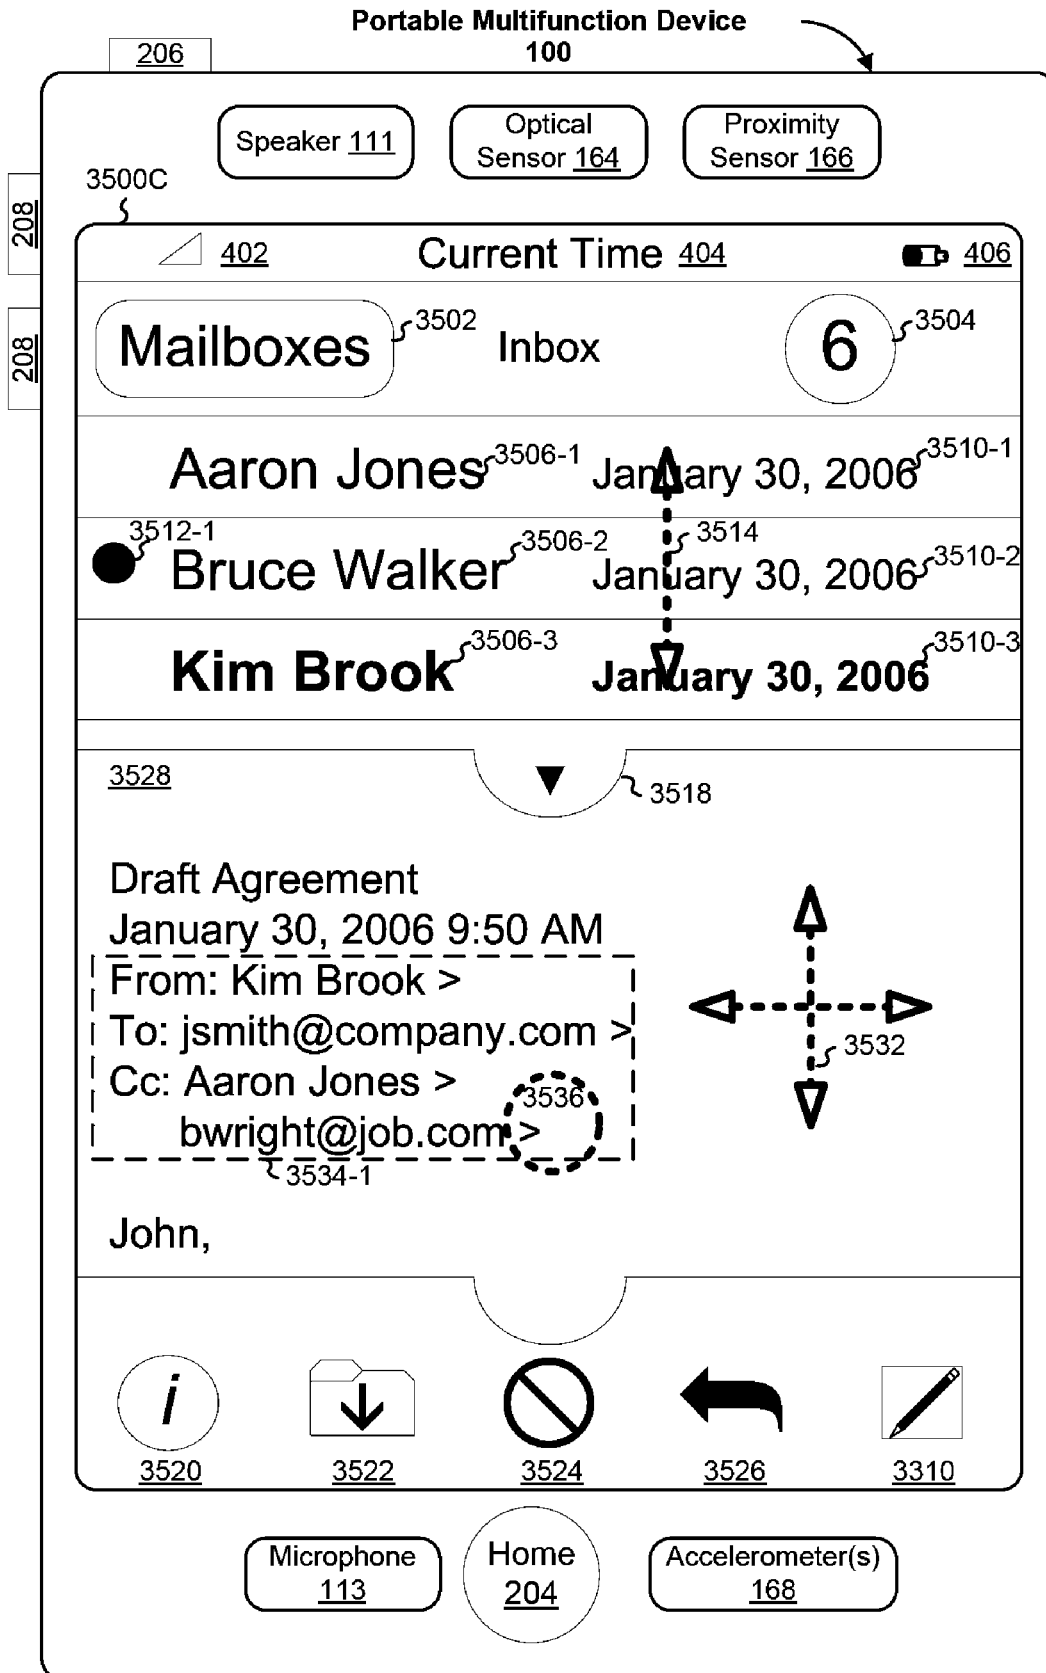 Portable Multifunction Device
100
206
Speaker 111
Optical
Sensor 164
Proximity
Sensor 166
3500C
208
402
Current Time 404
406
208
Mailboxes
3502
Inbox
6
3504
Aaron Jones
3506-1
January 30, 2006
3510-1
3512-1
Bruce Walker
3506-2
3514
January 30, 2006
3510-2
Kim Brook
3506-3
January 30, 2006
3510-3
3528
3518
Draft Agreement
January 30, 2006 9:50 AM
From: Kim Brook >
To: jsmith@company.com >
3532
Cc: Aaron Jones >
3536
bwright@job.com >
3534-1
John,
i
3520
3522
3524
3526
3310
Microphone
113
Home
204
Accelerometer(s)
168